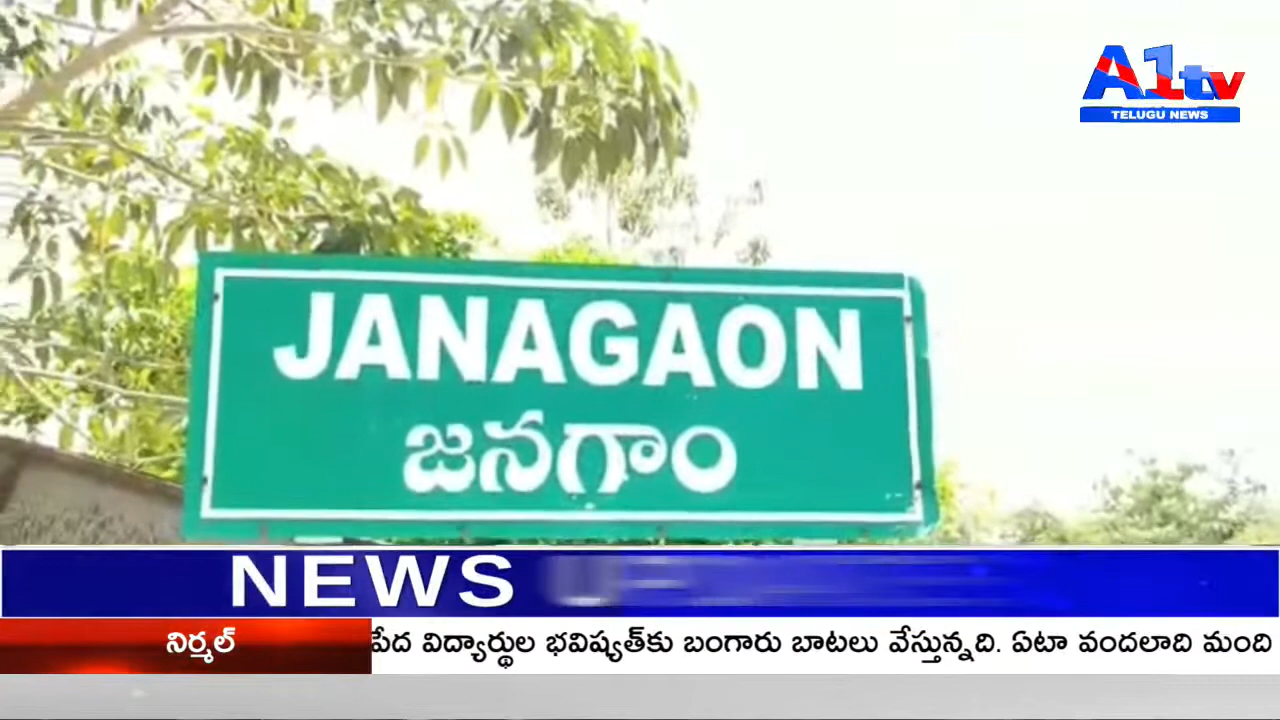 A1tv
TELUGU NEWS
JANAGAON
జనగాం
NEWS
నిర్మల్
పేద విద్యార్థుల భవిష్యత్‌కు బంగారు బాటలు వేస్తున్నది. ఏటా వందలాది మంది